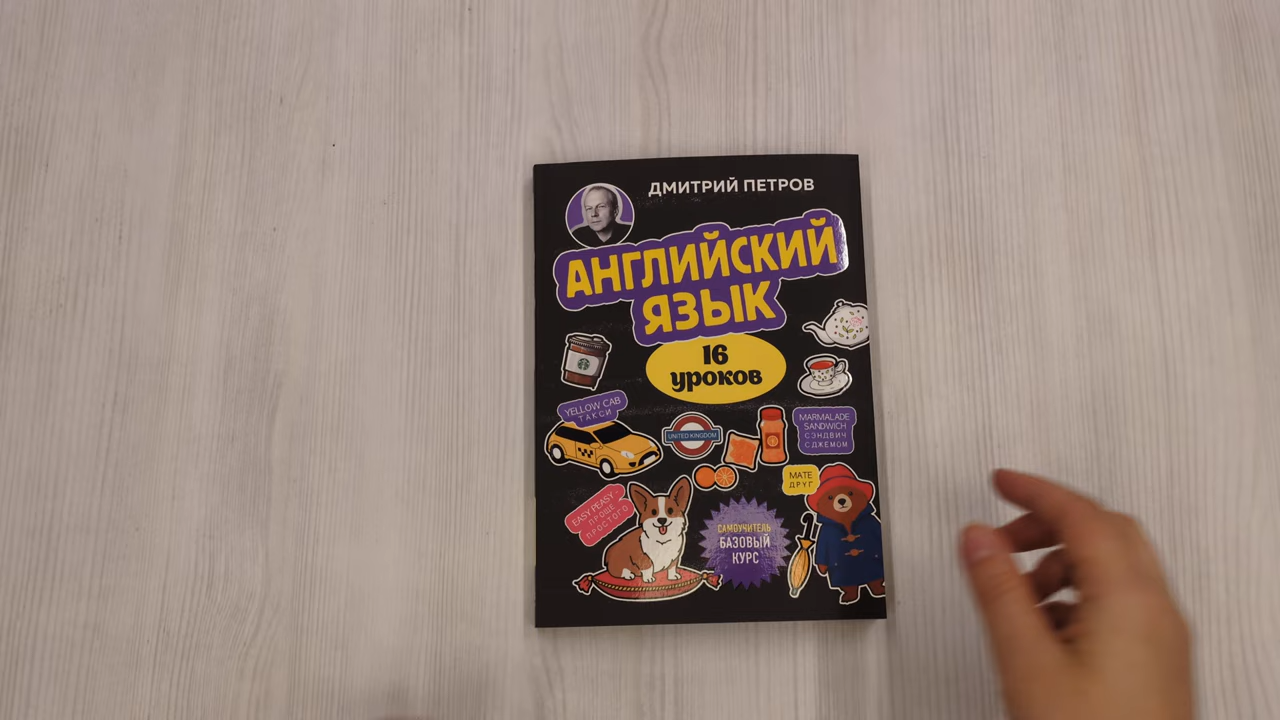 ДМИТРИЙ ПЕТРОВ
АНГЛИЙСКИЙ
ЯЗЫК
16
уроков
YELLOW CAB
ТАКСИ
UNITED KINGDOM
MARMALADE
SANDWICH
СЭНДВИЧ
С ДЖЕМОМ
MATE
ДРУГ
EASY PEASY -
ПРОЩЕ
ПРОСТОГО
САМОУЧИТЕЛЬ
БАЗОВЫЙ
КУРС